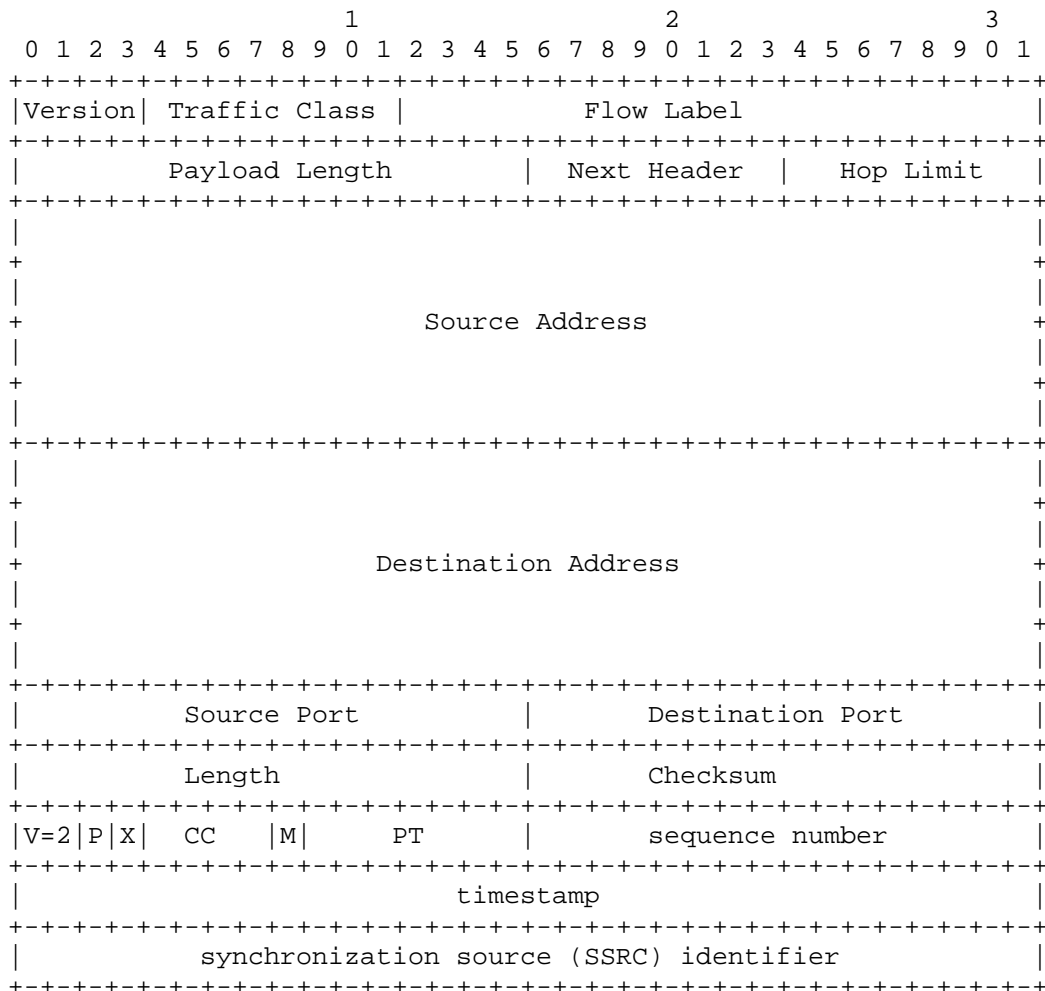 1                   2                   3
 0 1 2 3 4 5 6 7 8 9 0 1 2 3 4 5 6 7 8 9 0 1 2 3 4 5 6 7 8 9 0 1
+-+-+-+-+-+-+-+-+-+-+-+-+-+-+-+-+-+-+-+-+-+-+-+-+-+-+-+-+-+-+-+-+
|Version| Traffic Class |           Flow Label                  |
+-+-+-+-+-+-+-+-+-+-+-+-+-+-+-+-+-+-+-+-+-+-+-+-+-+-+-+-+-+-+-+-+
|         Payload Length        |  Next Header  |   Hop Limit   |
+-+-+-+-+-+-+-+-+-+-+-+-+-+-+-+-+-+-+-+-+-+-+-+-+-+-+-+-+-+-+-+-+
|                                                               |
+                                                               +
|                                                               |
+                         Source Address                        +
|                                                               |
+                                                               +
|                                                               |
+-+-+-+-+-+-+-+-+-+-+-+-+-+-+-+-+-+-+-+-+-+-+-+-+-+-+-+-+-+-+-+-+
|                                                               |
+                                                               +
|                                                               |
+                      Destination Address                      +
|                                                               |
+                                                               +
|                                                               |
+-+-+-+-+-+-+-+-+-+-+-+-+-+-+-+-+-+-+-+-+-+-+-+-+-+-+-+-+-+-+-+-+
|          Source Port          |       Destination Port        |
+-+-+-+-+-+-+-+-+-+-+-+-+-+-+-+-+-+-+-+-+-+-+-+-+-+-+-+-+-+-+-+-+
|          Length               |       Checksum                |
+-+-+-+-+-+-+-+-+-+-+-+-+-+-+-+-+-+-+-+-+-+-+-+-+-+-+-+-+-+-+-+-+
|V=2|P|X|  CC   |M|     PT      |       sequence number         |
+-+-+-+-+-+-+-+-+-+-+-+-+-+-+-+-+-+-+-+-+-+-+-+-+-+-+-+-+-+-+-+-+
|                           timestamp                           |
+-+-+-+-+-+-+-+-+-+-+-+-+-+-+-+-+-+-+-+-+-+-+-+-+-+-+-+-+-+-+-+-+
|           synchronization source (SSRC) identifier            |
+-+-+-+-+-+-+-+-+-+-+-+-+-+-+-+-+-+-+-+-+-+-+-+-+-+-+-+-+-+-+-+-+